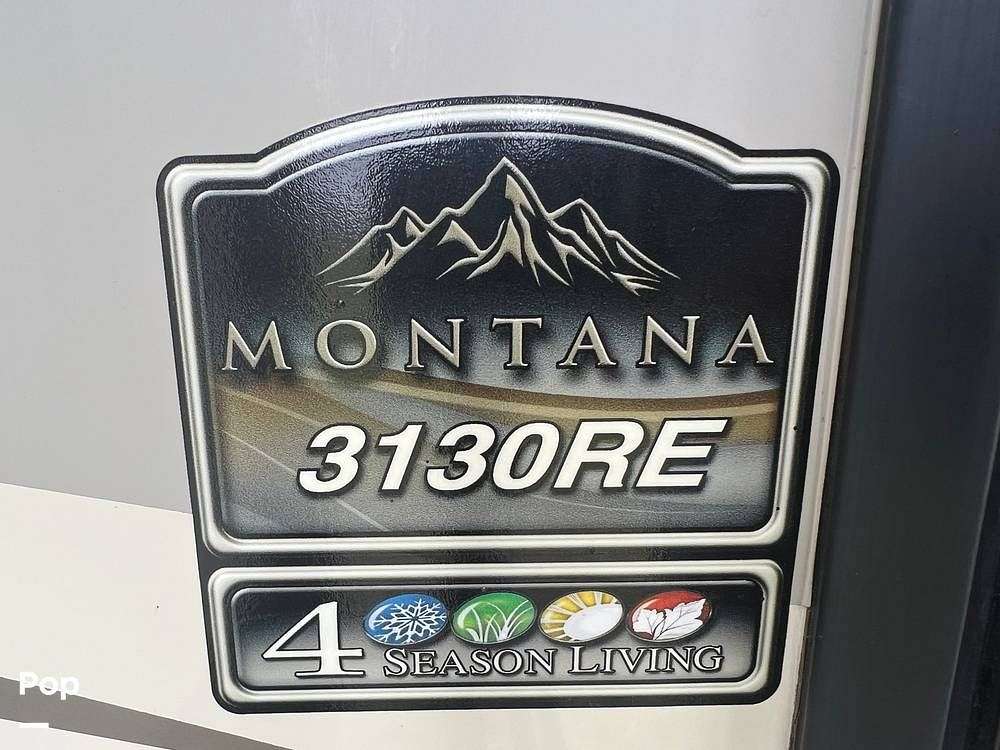 MONTANA
3130RE
4 SEASON LIVING
Pop